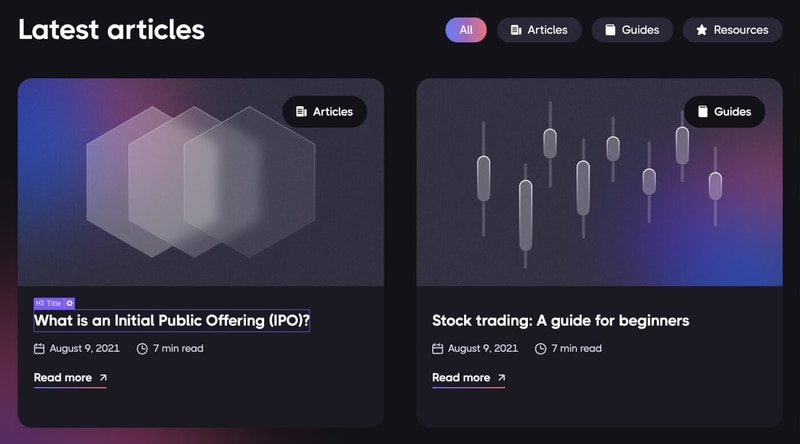 Latest articles
All
Articles
Guides
Resources
Articles
H3 Title
What is an Initial Public Offering (IPO)?
August 9, 2021
7 min read
Read more
Guides
Stock trading: A guide for beginners
August 9, 2021
7 min read
Read more